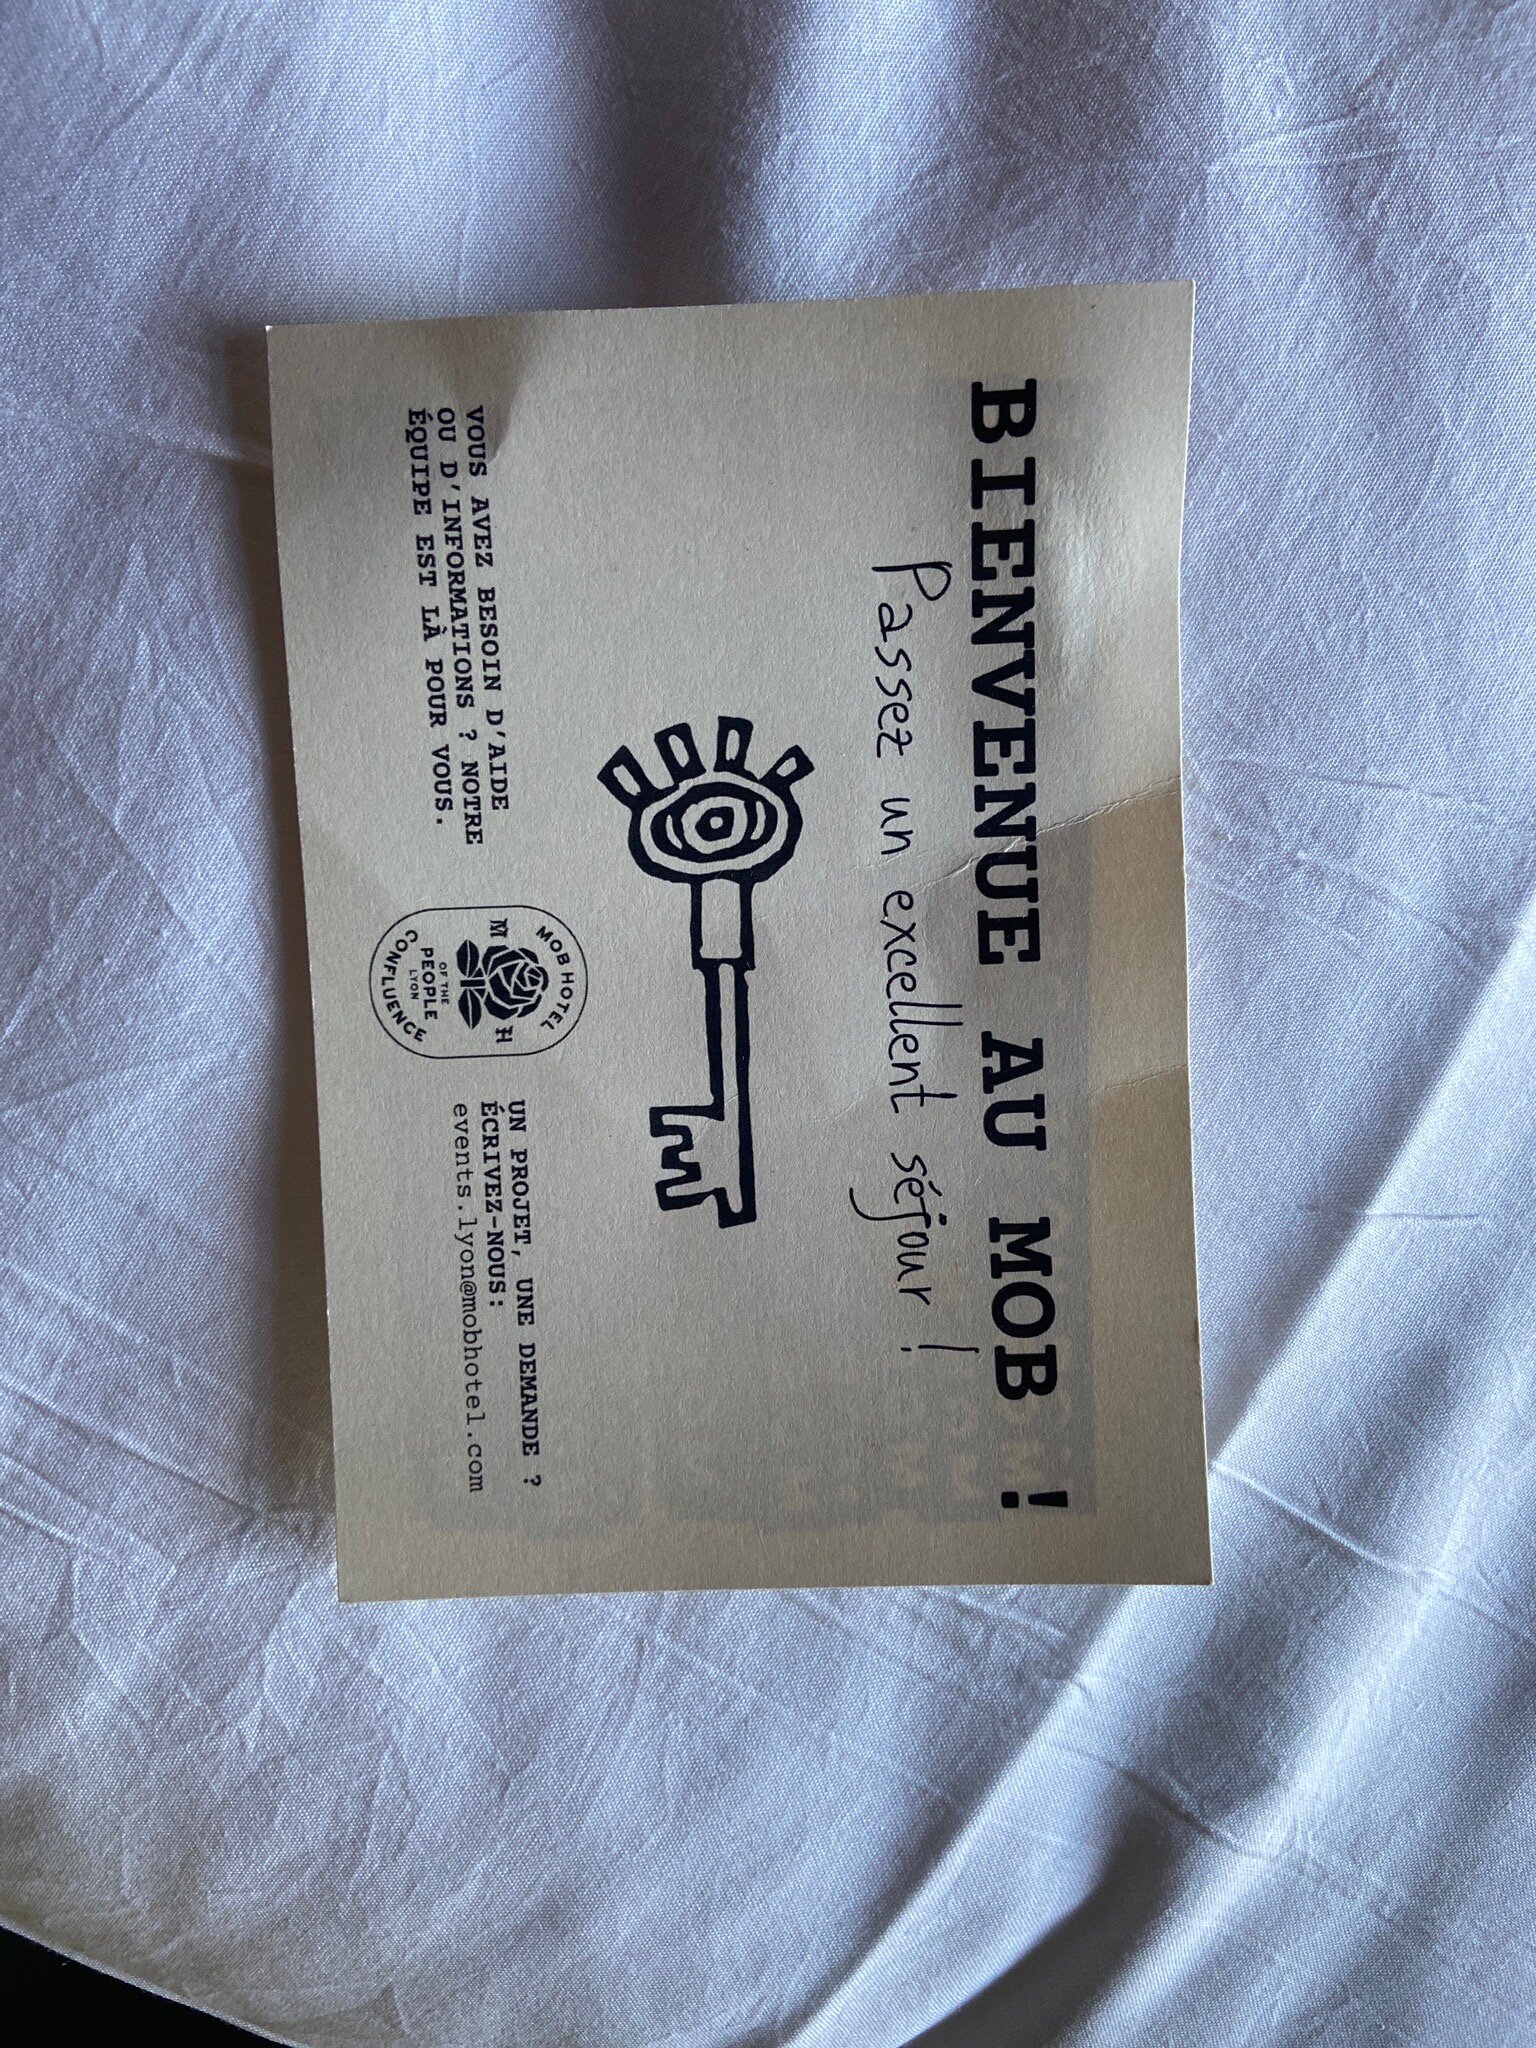 BIENVENUE AU MOB !
Passez un excellent séjour !
VOUS AVEZ BESOIN D'AIDE
OU D'INFORMATIONS ? NOTRE
ÉQUIPE EST LÀ POUR VOUS.
MOB HOTEL
M H
OF THE
PEOPLE
LYON
CONFLUENCE
UN PROJET, UNE DEMANDE ?
ÉCRIVEZ-NOUS:
events.lyon@mobhotel.com